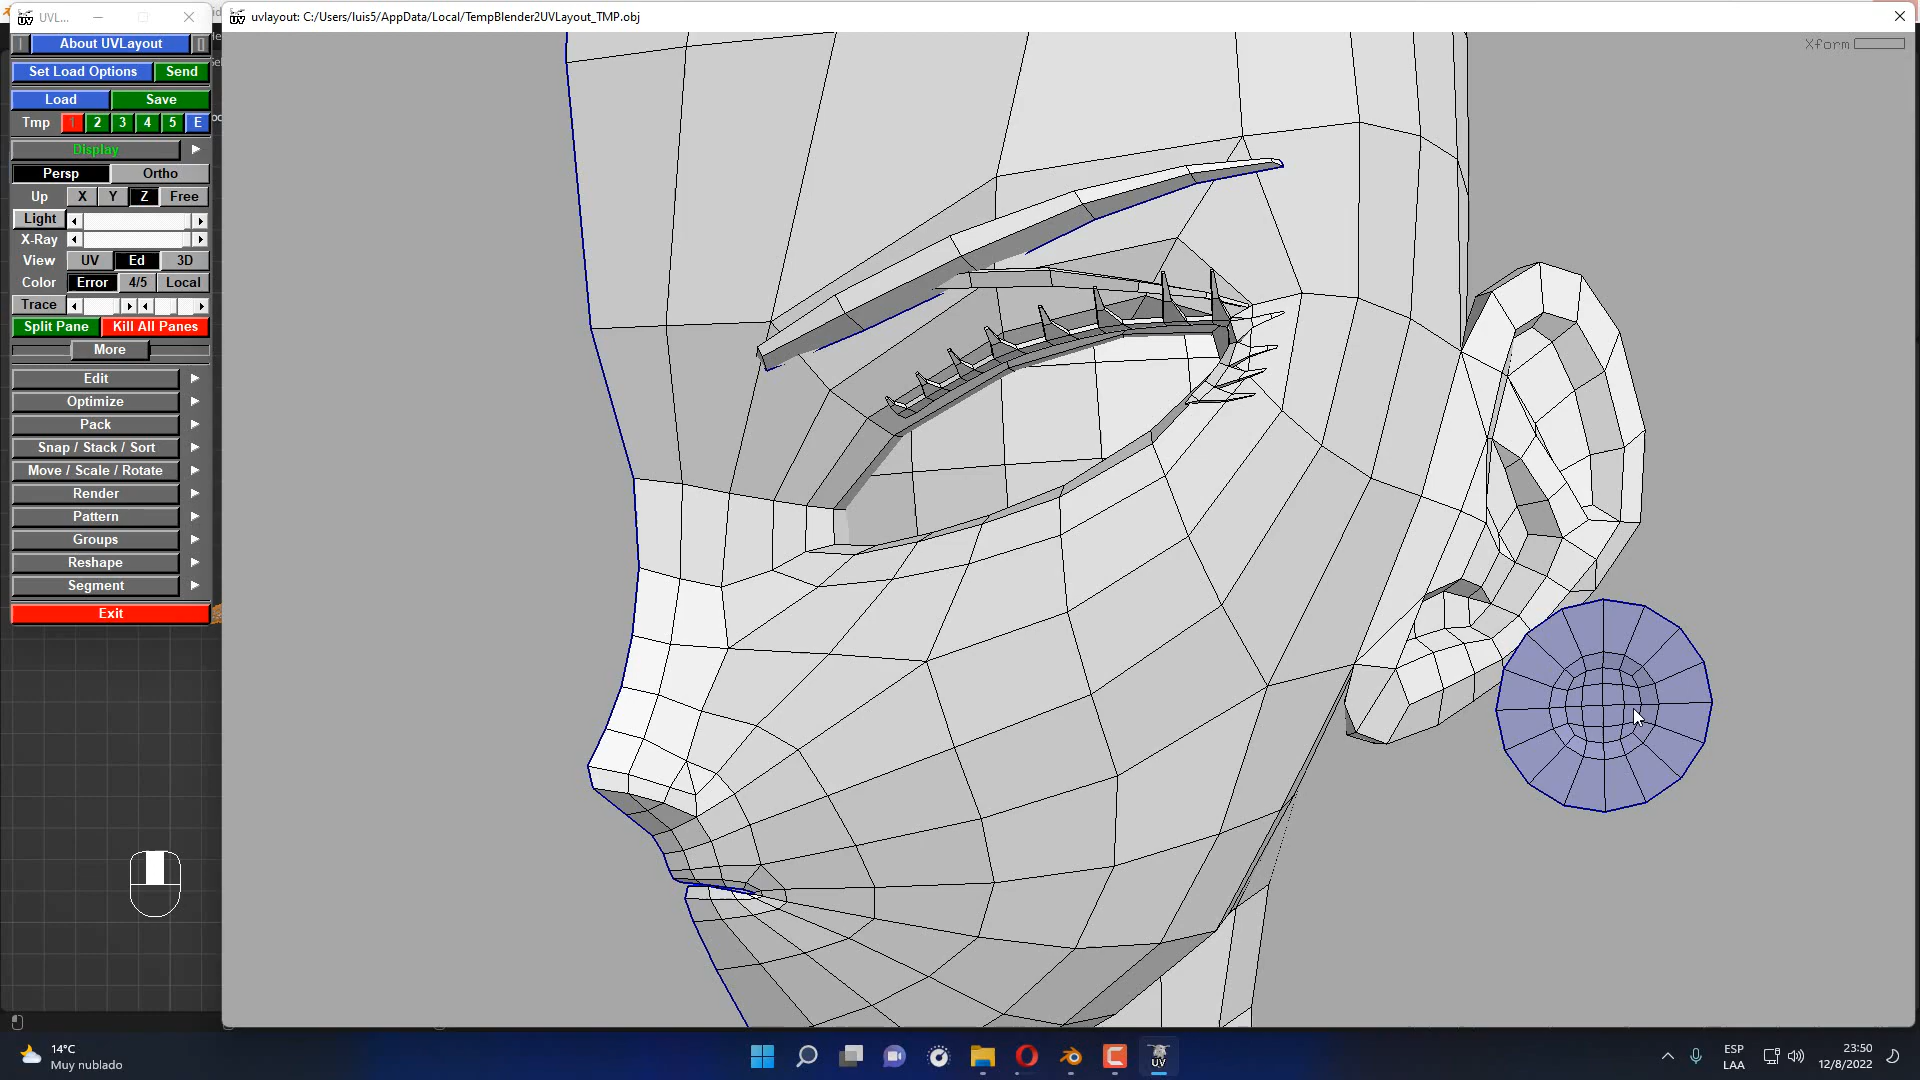 UVL...
uvlayout: C:/Users/luis5/AppData/Local/TempBlender2UVLayout_TMP.obj
About UVLayout
Set Load Options Send
Load Save
Tmp 1 2 3 4 5 E
Display
Persp Ortho
Up X Y Z Free
Light
X-Ray
View UV Ed 3D
Color Error 4/5 Local
Trace
Split Pane Kill All Panes
More
Edit
Optimize
Pack
Snap / Stack / Sort
Move / Scale / Rotate
Render
Pattern
Groups
Reshape
Segment
Exit
Xform
14°C
Muy nublado
UV
ESP
LAA
23:50
12/8/2022